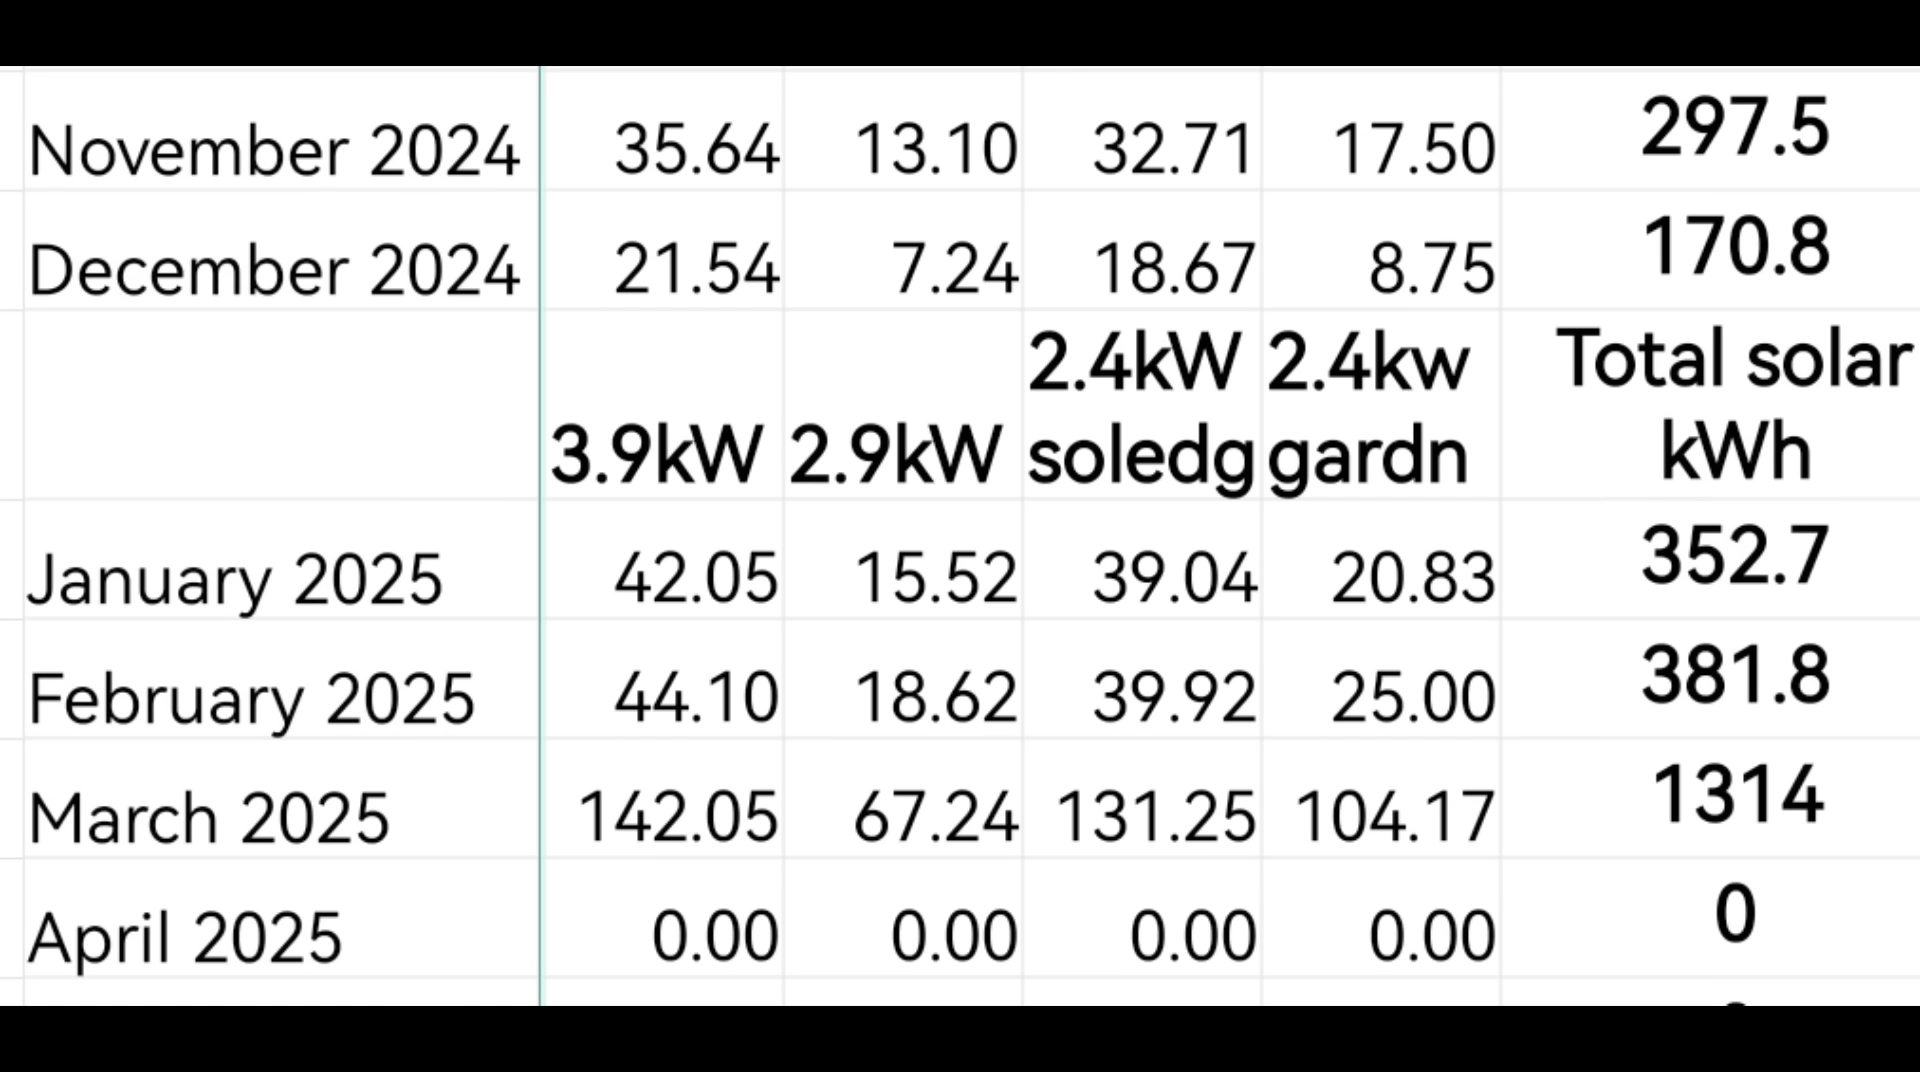 November 2024 35.64 13.10 32.71 17.50 297.5
December 2024 21.54 7.24 18.67 8.75 170.8
3.9kW 2.9kW 2.4kW soledg 2.4kw gardn Total solar kWh
January 2025 42.05 15.52 39.04 20.83 352.7
February 2025 44.10 18.62 39.92 25.00 381.8
March 2025 142.05 67.24 131.25 104.17 1314
April 2025 0.00 0.00 0.00 0.00 0